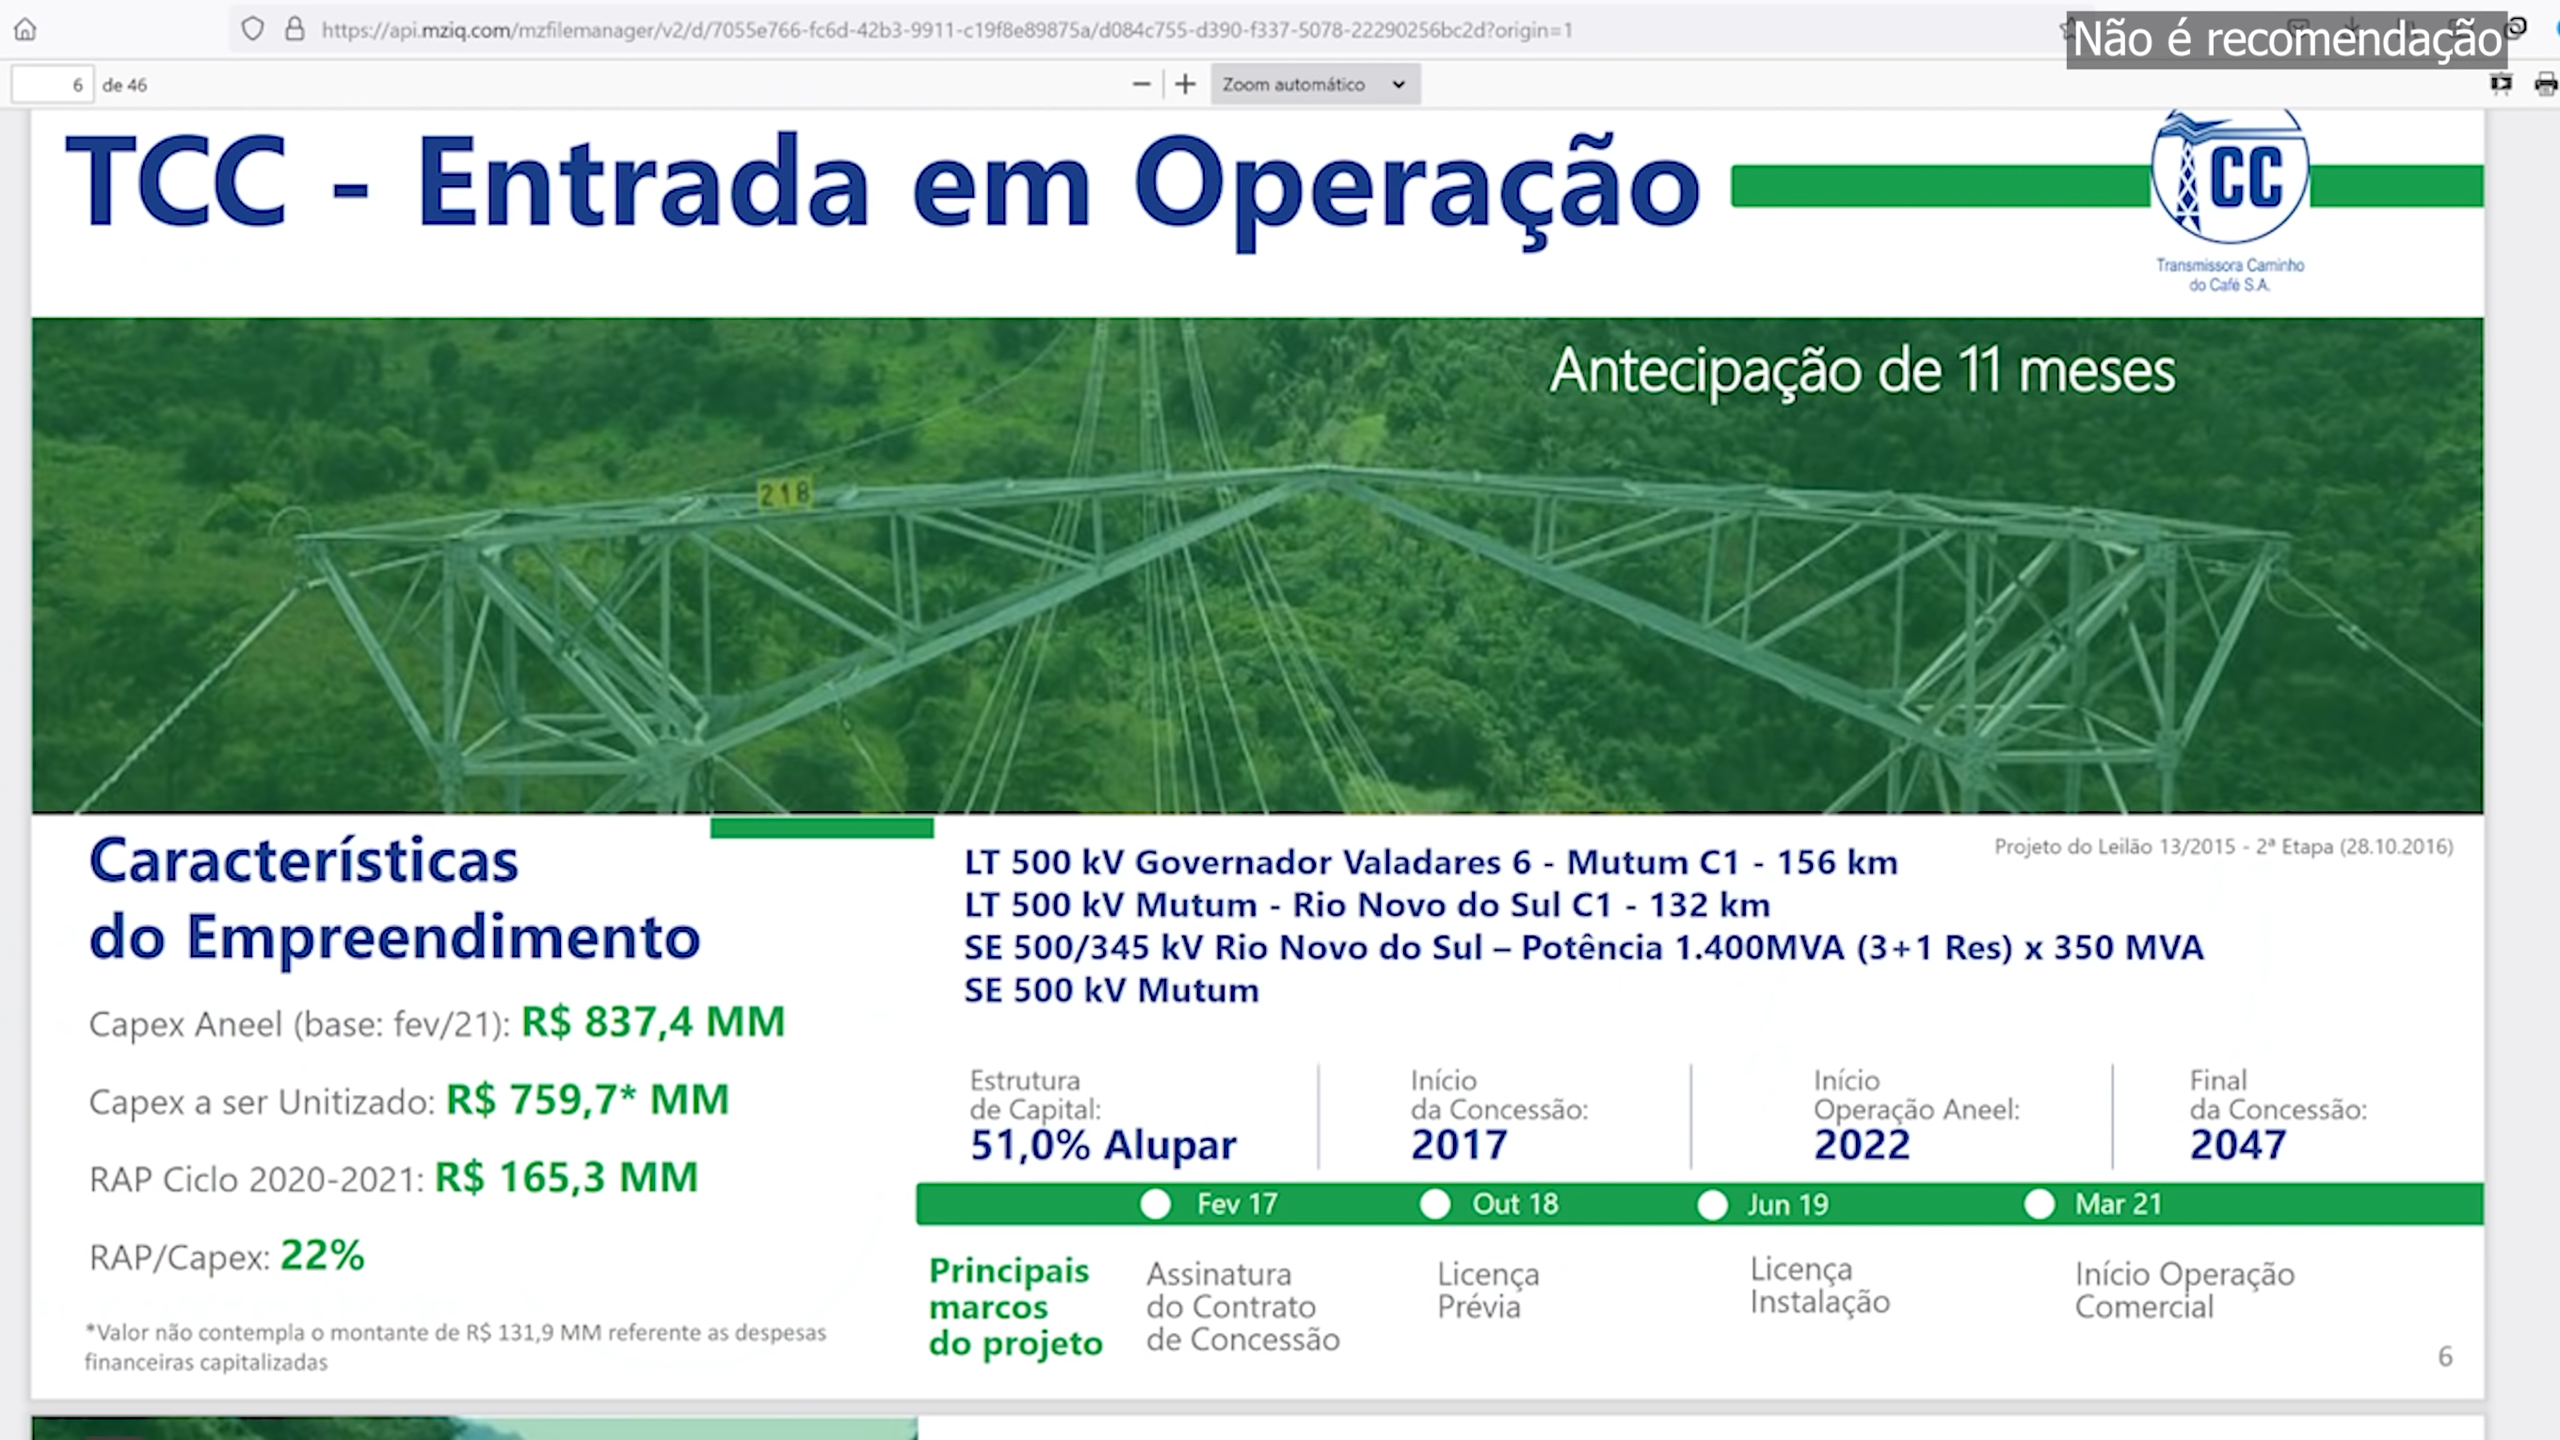 https://api.mziq.com/mzfilemanager/v2/d/7055e766-fc6d-42b3-9911-c19f8e89875a/d084c755-d390-f337-5078-22290256bc2d?origin=1
Não é recomendação
6 de 46
Zoom automático
TCC - Entrada em Operação
CC
Transmissora Caminho
do Café S.A.
Antecipação de 11 meses
218
Características
do Empreendimento
Capex Aneel (base: fev/21): R$ 837,4 MM
Capex a ser Unitizado: R$ 759,7* MM
RAP Ciclo 2020-2021: R$ 165,3 MM
RAP/Capex: 22%
*Valor não contempla o montante de R$ 131,9 MM referente as despesas
financeiras capitalizadas
Projeto do Leilão 13/2015 - 2ª Etapa (28.10.2016)
LT 500 kV Governador Valadares 6 - Mutum C1 - 156 km
LT 500 kV Mutum - Rio Novo do Sul C1 - 132 km
SE 500/345 kV Rio Novo do Sul – Potência 1.400MVA (3+1 Res) x 350 MVA
SE 500 kV Mutum
Estrutura
de Capital:
51,0% Alupar
Início
da Concessão:
2017
Início
Operação Aneel:
2022
Final
da Concessão:
2047
Fev 17
Out 18
Jun 19
Mar 21
Principais
marcos
do projeto
Assinatura
do Contrato
de Concessão
Licença
Prévia
Licença
Instalação
Início Operação
Comercial
6